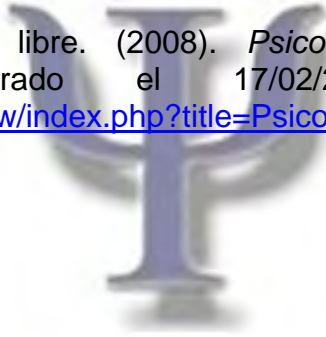 libre. (2008). Psico
rado el 17/02/2
w/index.php?title=Psico